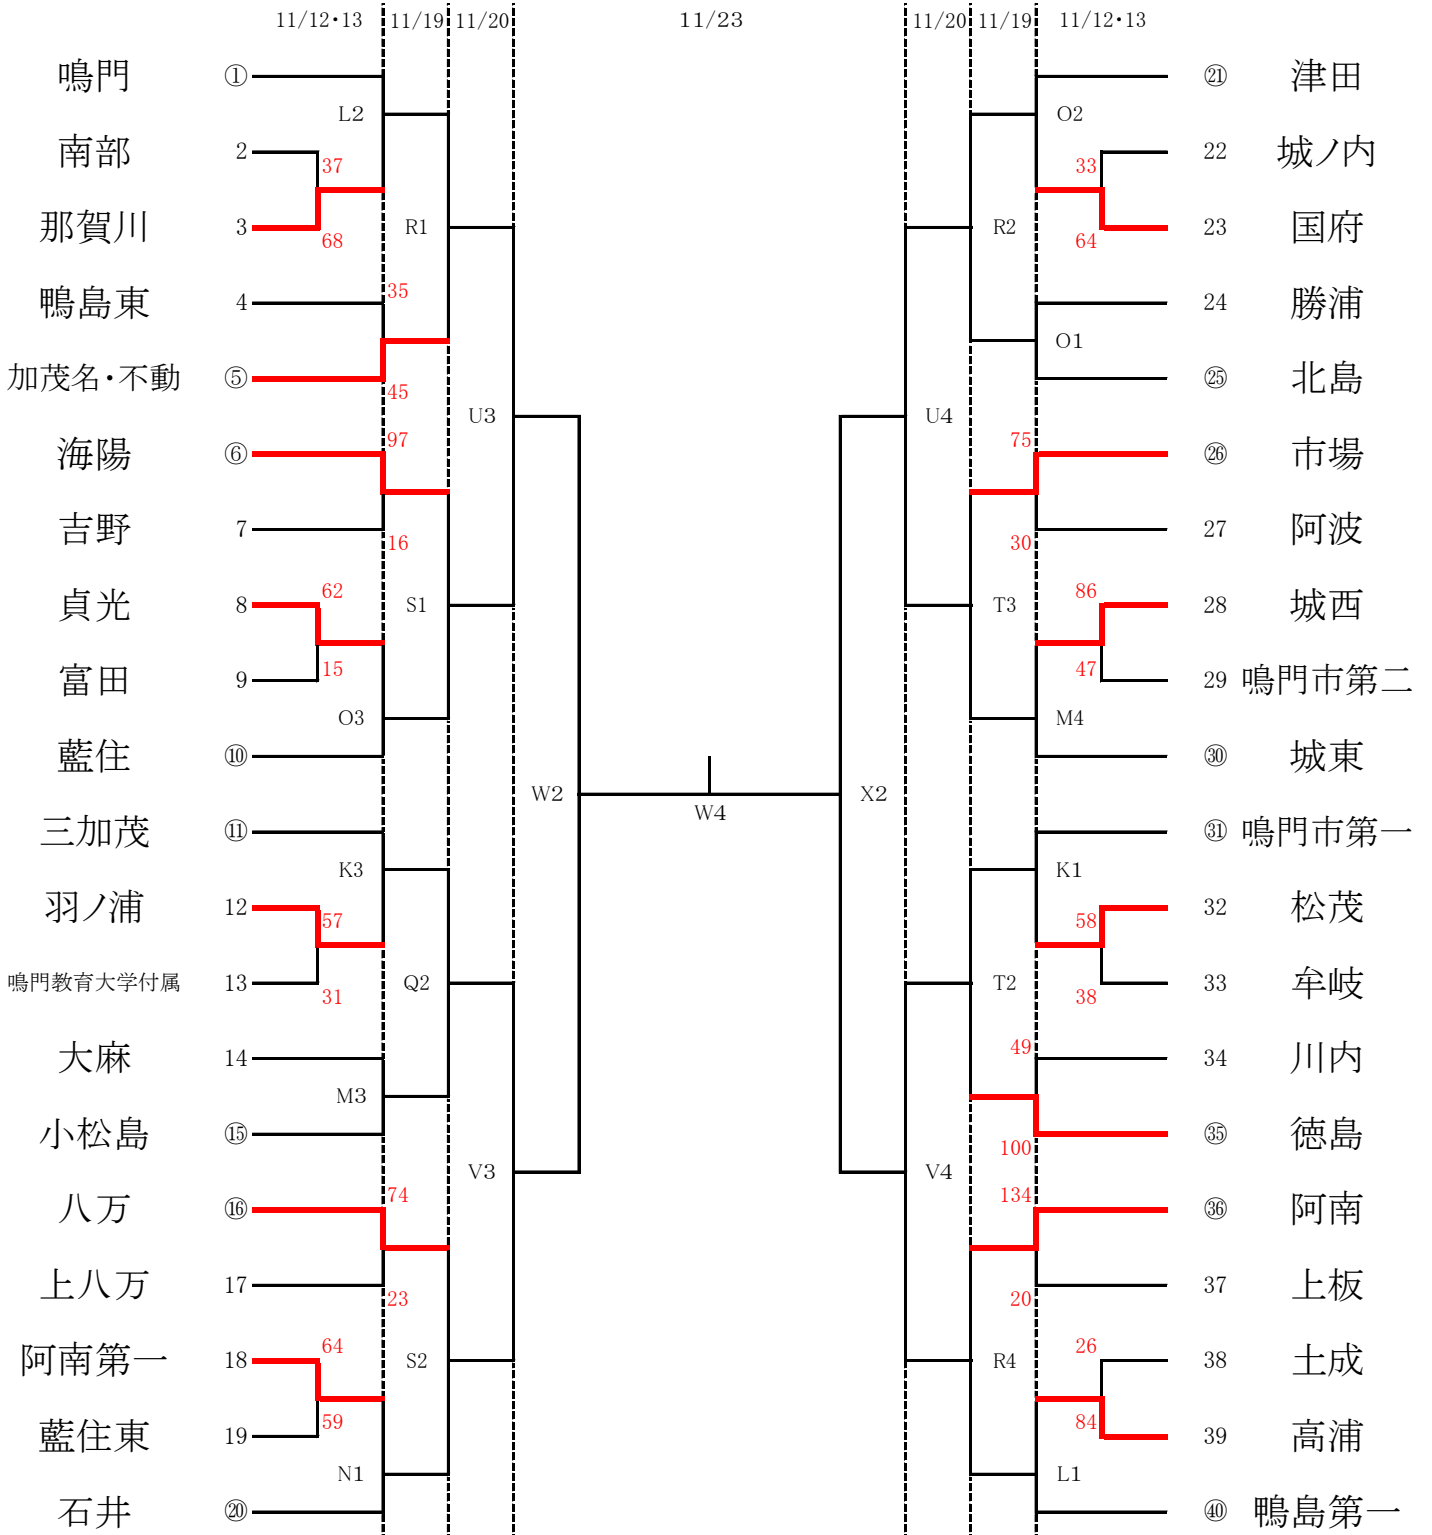 11/12・13 11/19 11/20 11/23 11/20 11/19 11/12・13
鳴門 ① ㉑ 津田
L2 O2
南部 2 37 33 22 城ノ内
那賀川 3 68 R1 R2 64 23 国府
鴨島東 4 35 24 勝浦
O1
加茂名・不動 ⑤ 45 ㉕ 北島
U3 U4
海陽 ⑥ 97 75 ㉖ 市場
吉野 7 16 30 27 阿波
貞光 8 62 S1 T3 86 28 城西
富田 9 15 47 29 鳴門市第二
O3 M4
藍住 ⑩ ㉚ 城東
W2 X2
W4
三加茂 ⑪ ㉛ 鳴門市第一
K3 K1
羽ノ浦 12 57 58 32 松茂
鳴門教育大学付属 13 31 Q2 T2 38 33 牟岐
大麻 14 49 34 川内
M3
小松島 ⑮ 100 ㉟ 徳島
V3 V4
八万 ⑯ 74 134 ㊱ 阿南
上八万 17 23 20 37 上板
阿南第一 18 64 S2 R4 26 38 土成
藍住東 19 59 84 39 高浦
N1 L1
石井 ⑳ ㊵ 鴨島第一